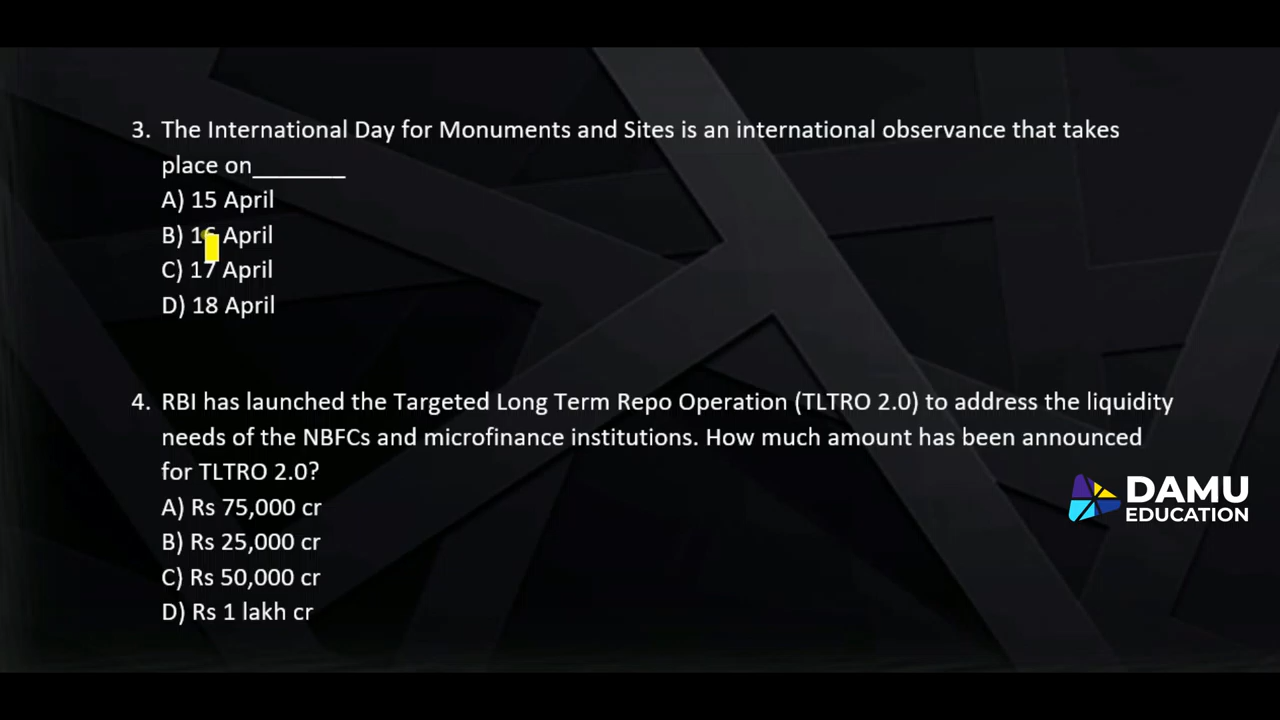 3. The International Day for Monuments and Sites is an international observance that takes
place on_______
A) 15 April
B) 16 April
C) 17 April
D) 18 April
4. RBI has launched the Targeted Long Term Repo Operation (TLTRO 2.0) to address the liquidity
needs of the NBFCs and microfinance institutions. How much amount has been announced
for TLTRO 2.0?
A) Rs 75,000 cr
B) Rs 25,000 cr
C) Rs 50,000 cr
D) Rs 1 lakh cr
DAMU
EDUCATION